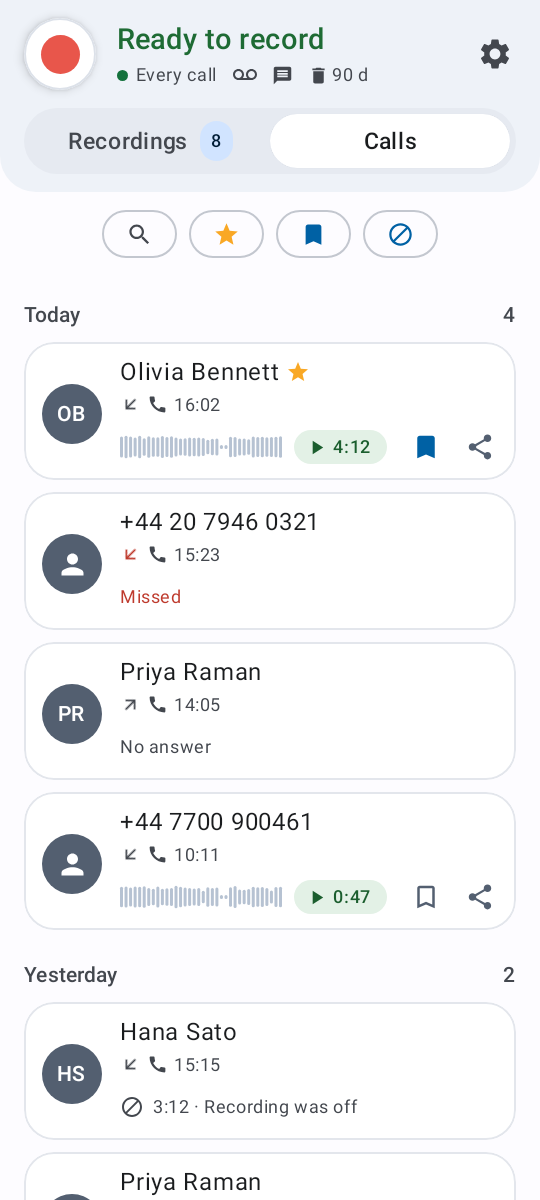 Ready to record
Every call 90 d
Recordings 8 Calls
Today 4
OB Olivia Bennett
16:02
4:12
+44 20 7946 0321
15:23
Missed
PR Priya Raman
14:05
No answer
+44 7700 900461
10:11
0:47
Yesterday 2
HS Hana Sato
15:15
3:12 · Recording was off
Priya Raman